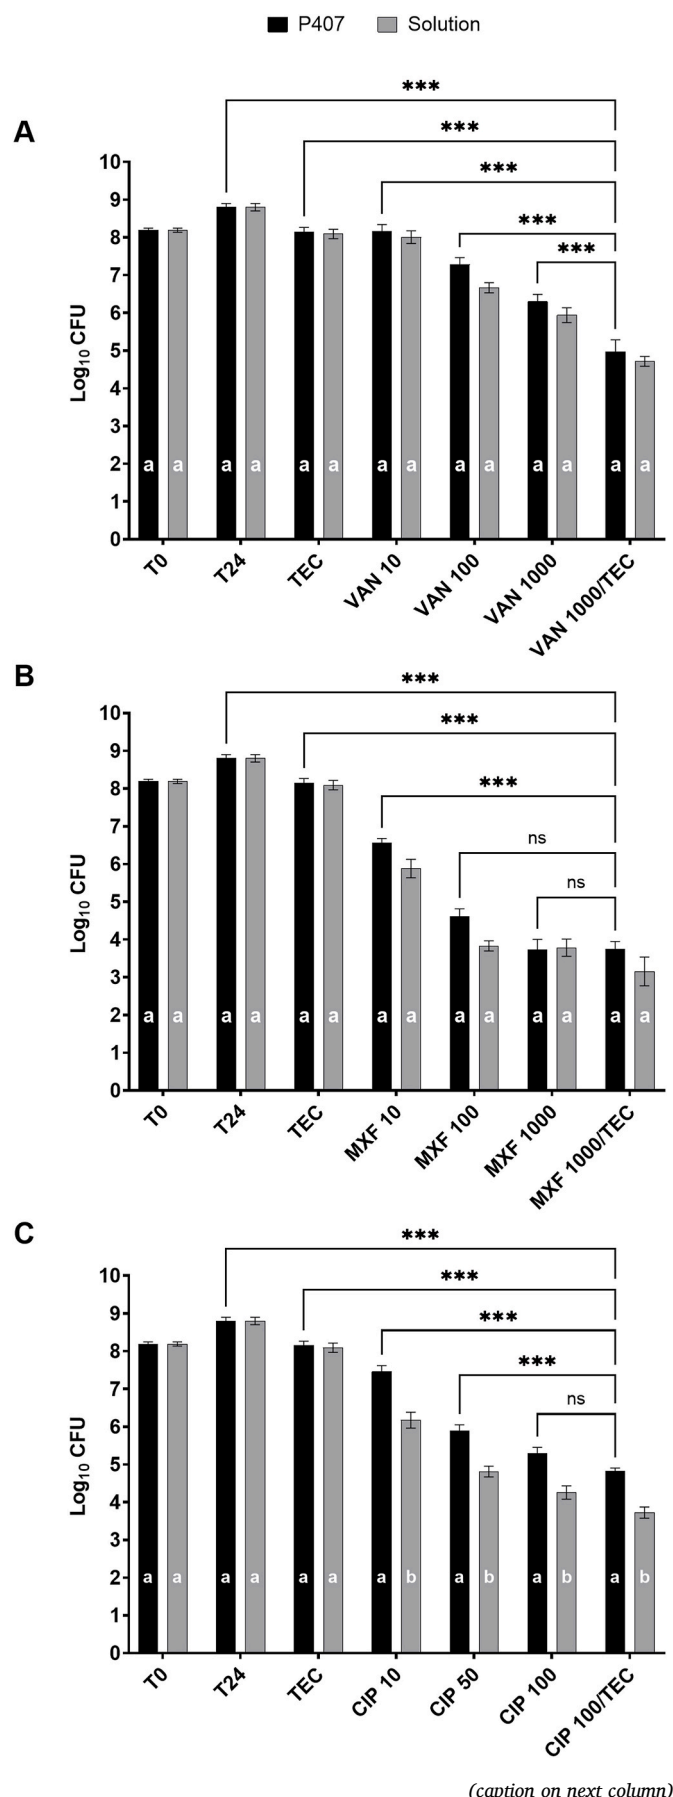 P407 Solution
A
***
***
***
***
***
10
9
8
7
6
5
4
3
2
1
0
Log10 CFU
a a a a a a a a a a a a a a
T0 T24 TEC VAN 10 VAN 100 VAN 1000 VAN 1000/TEC
B
***
***
***
ns
ns
10
9
8
7
6
5
4
3
2
1
0
Log10 CFU
a a a a a a a a a a a a a a
T0 T24 TEC MXF 10 MXF 100 MXF 1000 MXF 1000/TEC
C
***
***
***
***
ns
10
9
8
7
6
5
4
3
2
1
0
Log10 CFU
a a a a a a a b a b a b a b
T0 T24 TEC CIP 10 CIP 50 CIP 100 CIP 100/TEC
(caption on next column)